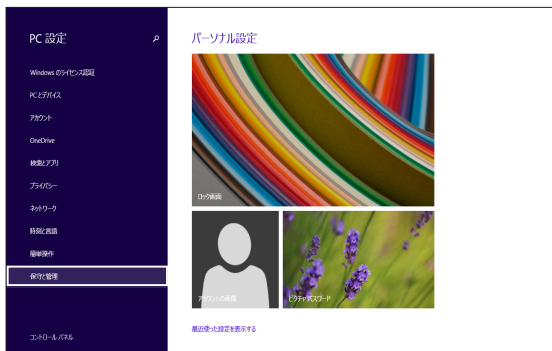 PC 設定
Windows のライセンス認証
PC とデバイス
アカウント
OneDrive
検索とアプリ
プライバシー
ネットワーク
時刻と言語
簡単操作
保守と管理
コントロール パネル
パーソナル設定
ロック画面
アカウントの画像
ピクチャ パスワード
最近使った設定を表示する